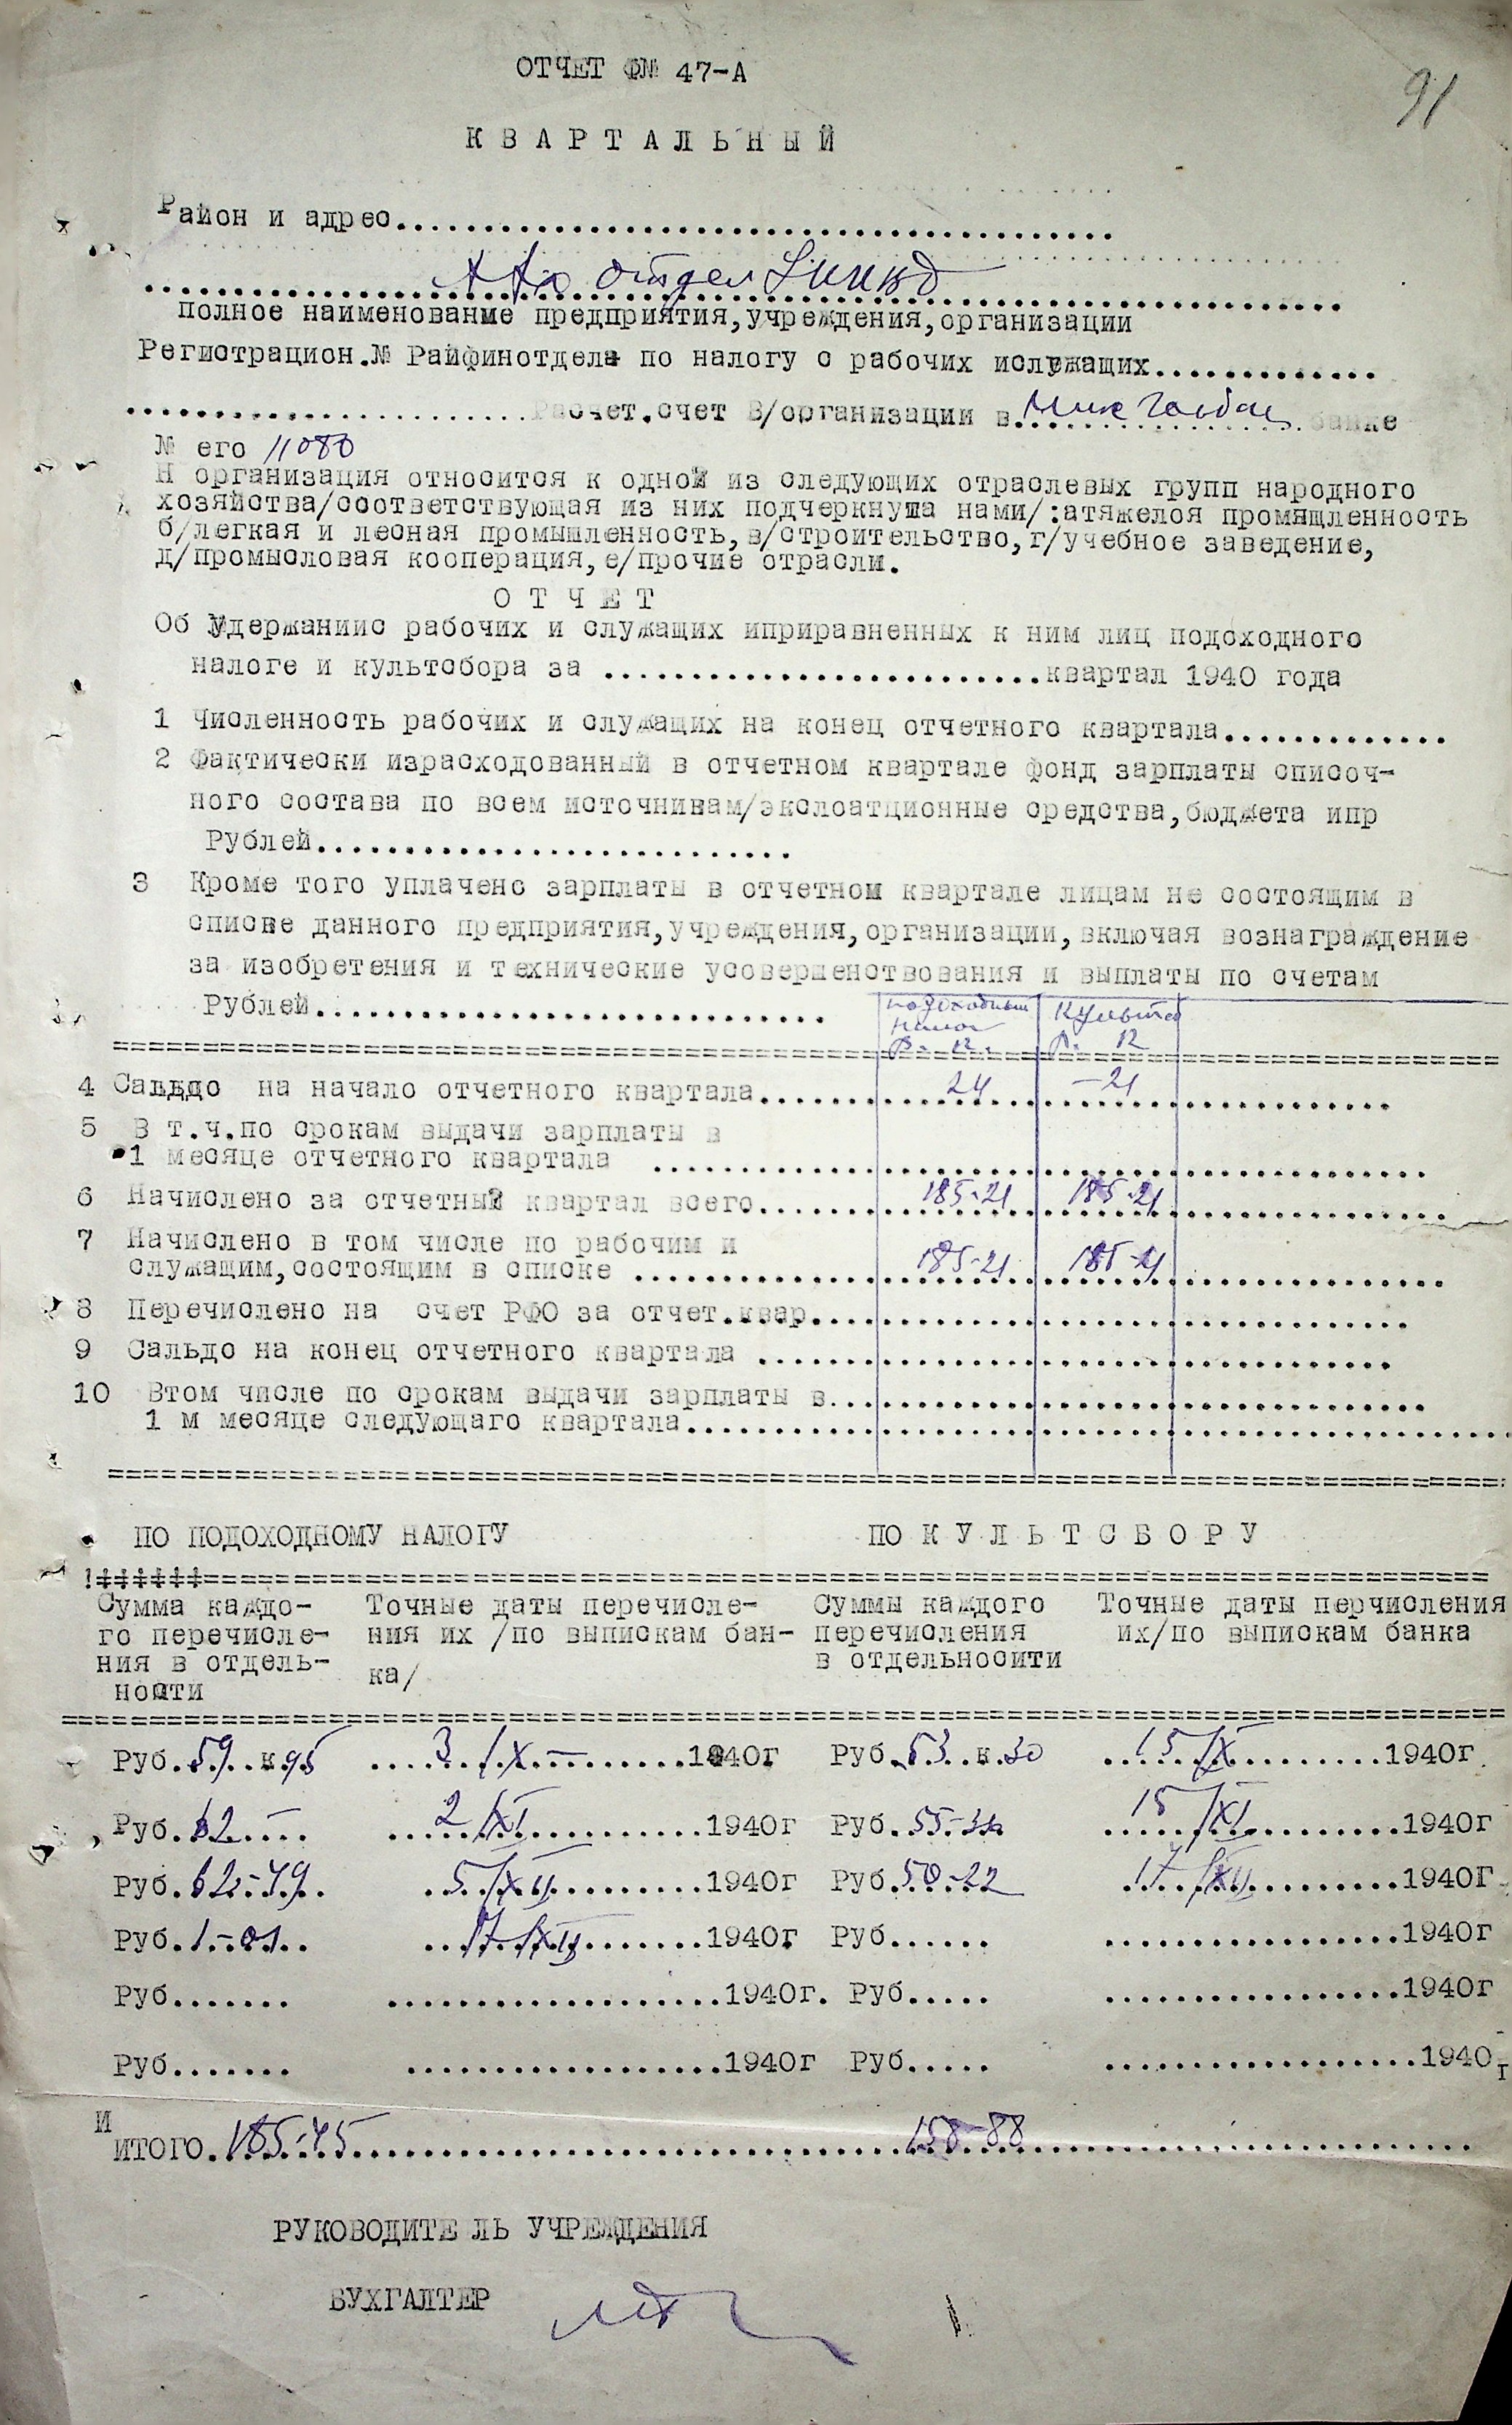 ОТЧЕТ Ф№ 47-А
91
К В А Р Т А Л Ь Н Ы Й
Район и адрес........................................
отдел
полное наименование предприятия,учреждения,организации
Регистрацион.№ Райфинотдела по налогу с рабочих ислужащих.............
Расчет.счет В/организации в................банке
№ его 11080
Н организация относится к одной из следующих отраслевых групп народного
хозяйства/соответствующая из них подчеркнута нами/:атяжелоя промящленность
б/легкая и лесная промышленность,в/строительство,г/учебное заведение,
д/промысловая кооперация,е/прочие отрасли.
О Т Ч Е Т
Об Удержаниис рабочих и служащих иприравненных к ним лиц подоходного
налоге и культсбора за .........................квартал 1940 года
1 Численность рабочих и служащих на конец отчетного квартала.............
2 Фактически израсходованный в отчетном квартале фонд зарплаты списоч-
ного состава по всем источнивам/экслоатционные средства,бюджета ипр
Рублей...........................
3 Кроме того уплачено зарплаты в отчетном квартале лицам не состоящим в
списке данного предприятия,учреждения,организации,включая вознаграждение
за изобретения и технические усовершенствования и выплаты по счетам
Рублей.............................
подоходный налог Р. К. Культсб Р. К
4 Сальдо на начало отчетного квартала....... 24 -21
5 В т.ч.по срокам выдачи зарплаты в
1 месяце отчетного квартала ............
6 Начислено за отчетный квартал всего....... 185-21 185-21
7 Начислено в том числе по рабочим и
служащим,состоящим в списке .............. 185-21 185-21
8 Перечислено на счет РФО за отчет.квар.....
9 Сальдо на конец отчетного квартала .......
10 Втом числе по срокам выдачи зарплаты в...
1 м месяце следующаго квартала...........
ПО ПОДОХОДНОМУ НАЛОГУ ПО К У Л Ь Т С Б О Р У
Сумма каждо- Точные даты перечисле- Суммы каждого Точные даты перчисления
го перечисле- ния их /по выпискам бан- перечисления их/по выпискам банка
ния в отдель- ка/ в отдельносити
ности
Руб.59..к.95 ....3/X.......1940г Руб.53..к.30 ...15/X.........1940г
Руб.62.-... ....2/XI..........1940г Руб.55-36 ....15/XI.........1940г
Руб.62-49. .5/XII..........1940г Руб.50-22 ..17/XII.........1940г
Руб.1-01.. ..17/XII.......1940г Руб...... .................1940г
Руб....... ...................1940г. Руб..... .................1940г
Руб....... ..................1940г Руб..... ..................1940г
И
ИТОГО.185-45...............................158-88..........................
РУКОВОДИТЕ ЛЬ УЧРЕЖДЕНИЯ
БУХГАЛТЕР